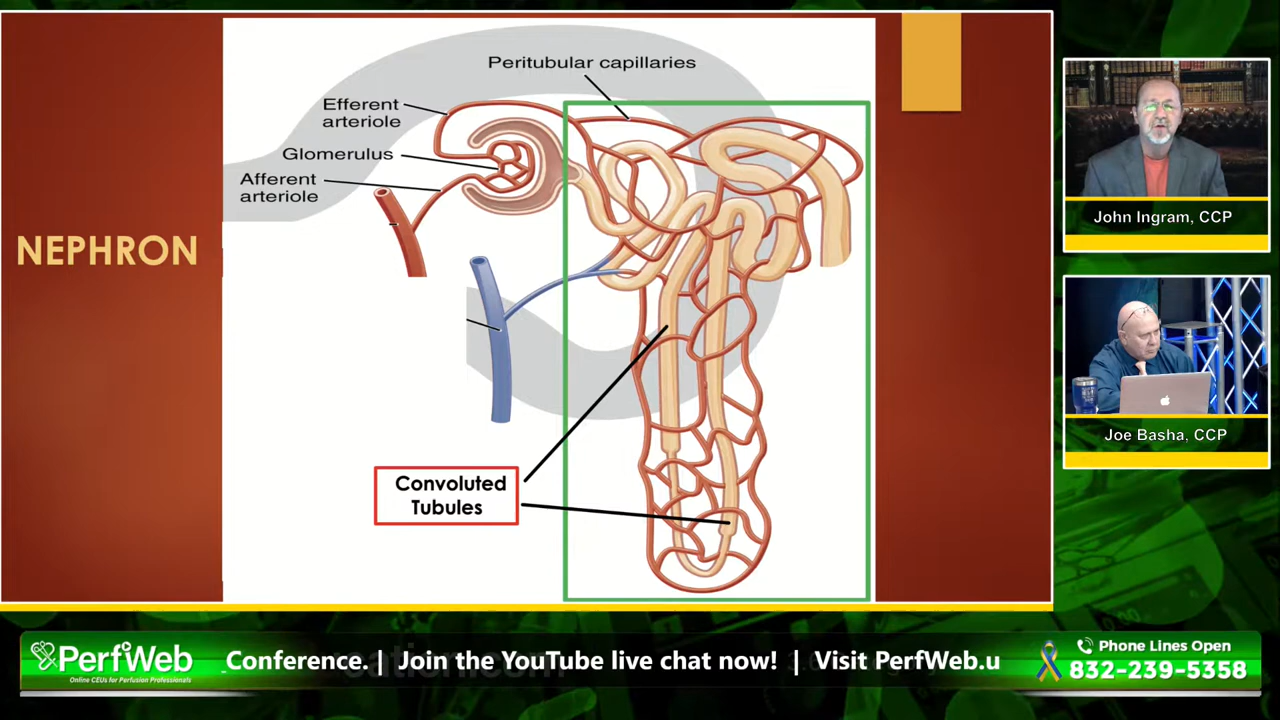 Peritubular capillaries
Efferent
arteriole
Glomerulus
Afferent
arteriole
NEPHRON
Convoluted
Tubules
John Ingram, CCP
Joe Basha, CCP
PerfWeb
Online CEUs for Perfusion Professionals
Conference. | Join the YouTube live chat now! | Visit PerfWeb.u
Phone Lines Open
832-239-5358